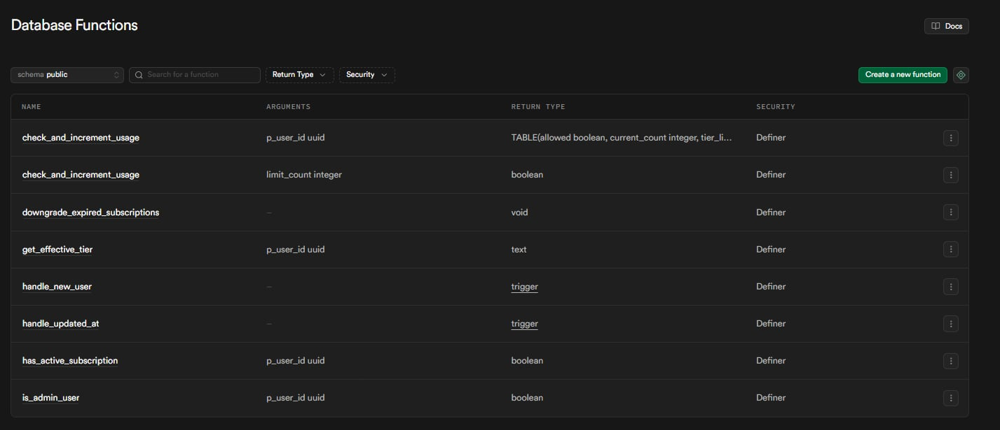 Database Functions
Docs
schema public
Search for a function
Return Type
Security
Create a new function
NAME ARGUMENTS RETURN TYPE SECURITY
check_and_increment_usage p_user_id uuid TABLE(allowed boolean, current_count integer, tier_li... Definer
check_and_increment_usage limit_count integer boolean Definer
downgrade_expired_subscriptions – void Definer
get_effective_tier p_user_id uuid text Definer
handle_new_user – trigger Definer
handle_updated_at – trigger Definer
has_active_subscription p_user_id uuid boolean Definer
is_admin_user p_user_id uuid boolean Definer